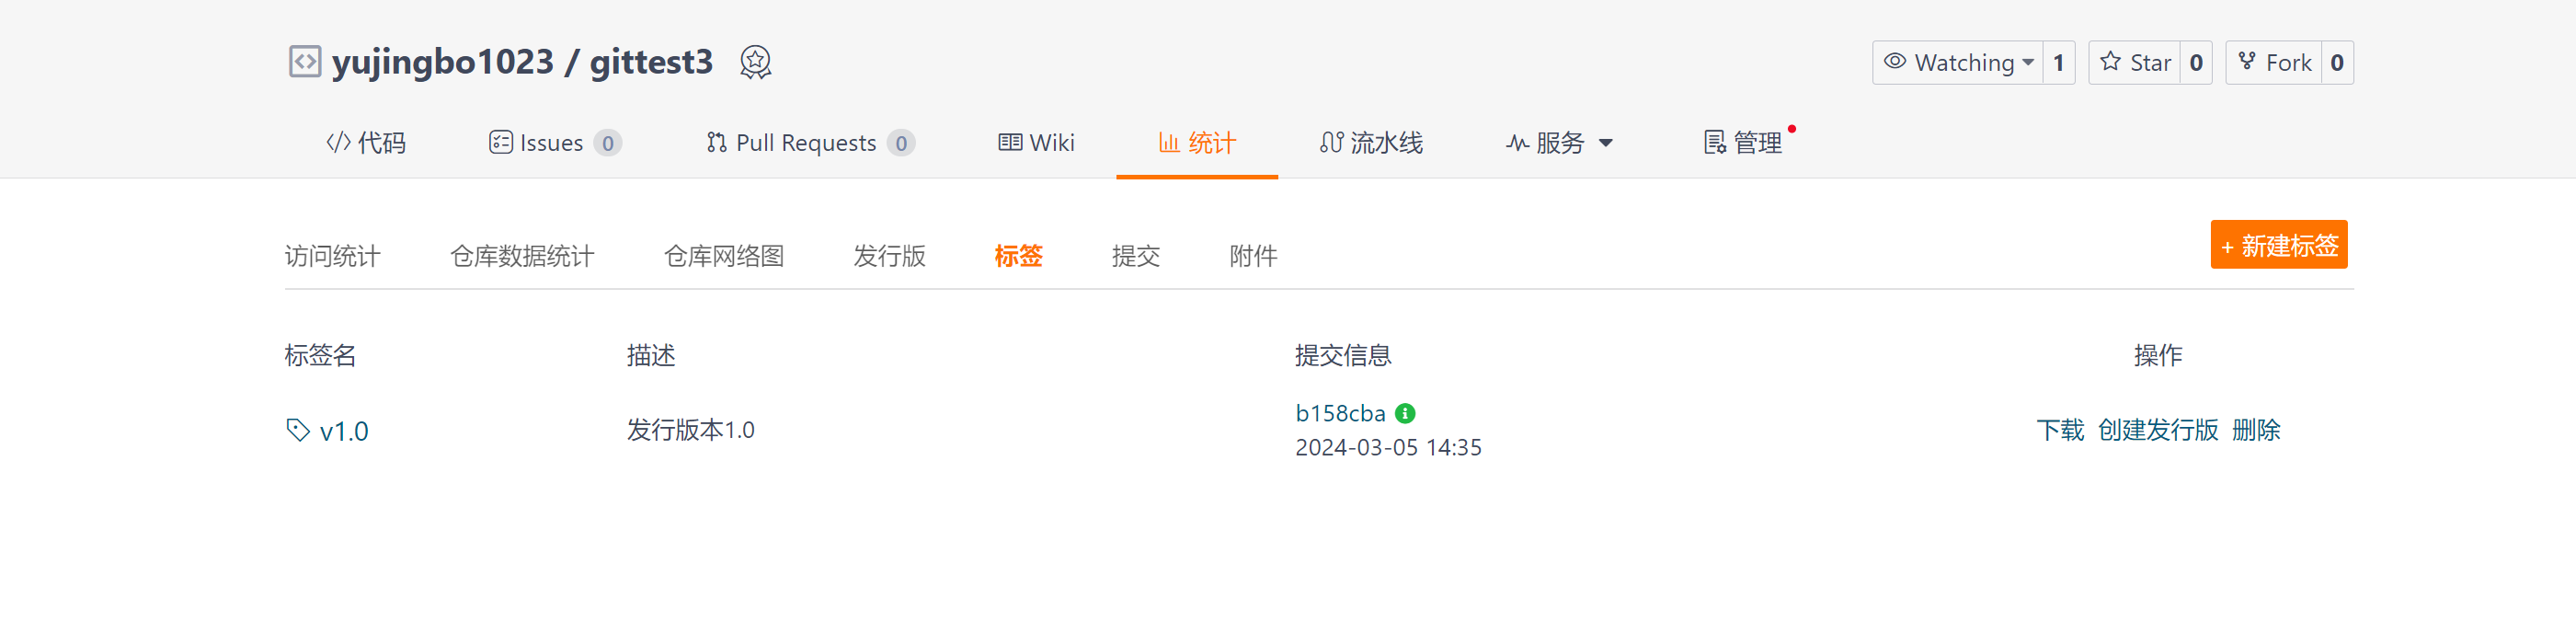 yujingbo1023 / gittest3
Watching 1 Star 0 Fork 0
代码 Issues 0 Pull Requests 0 Wiki 统计 流水线 服务 管理
访问统计 仓库数据统计 仓库网络图 发行版 标签 提交 附件 + 新建标签
标签名 描述 提交信息 操作
v1.0 发行版本1.0 b158cba 下载 创建发行版 删除
2024-03-05 14:35